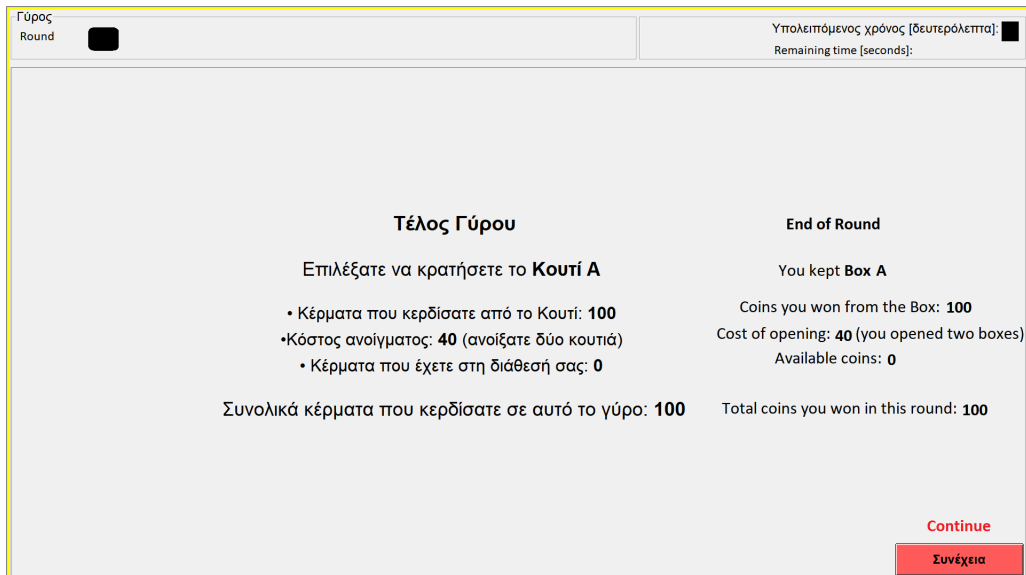 Γύρος
Round
Υπολειπόμενος χρόνος [δευτερόλεπτα]:
Remaining time [seconds]:
Τέλος Γύρου
End of Round
Επιλέξατε να κρατήσετε το Κουτί Α
You kept Box A
• Κέρματα που κερδίσατε από το Κουτί: 100
Coins you won from the Box: 100
•Κόστος ανοίγματος: 40 (ανοίξατε δύο κουτιά)
Cost of opening: 40 (you opened two boxes)
• Κέρματα που έχετε στη διάθεσή σας: 0
Available coins: 0
Συνολικά κέρματα που κερδίσατε σε αυτό το γύρο: 100
Total coins you won in this round: 100
Continue
Συνέχεια